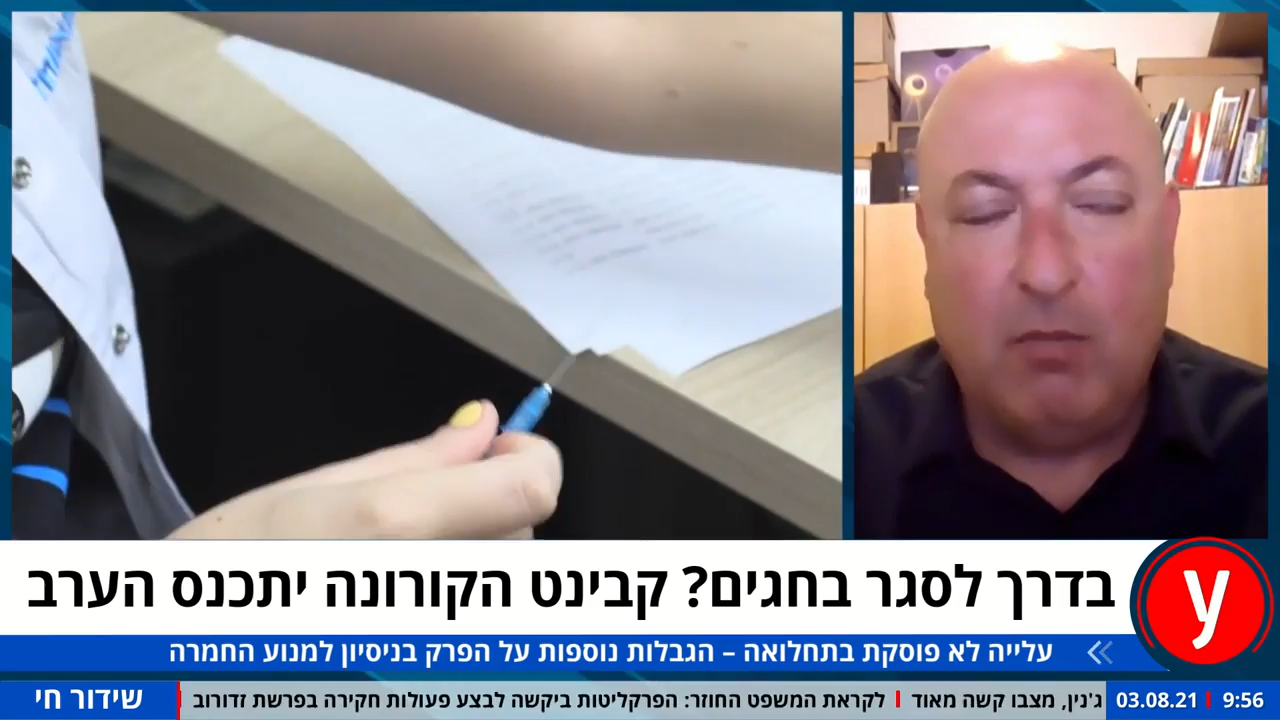 בדרך לסגר בחגים? קבינט הקורונה יתכנס הערב
y
עלייה לא פוסקת בתחלואה – הגבלות נוספות על הפרק בניסיון למנוע החמרה
9:56 | 03.08.21
ג'נין, מצבו קשה מאוד | לקראת המשפט החוזר: הפרקליטות ביקשה לבצע פעולות חקירה בפרשת זדורוב
שידור חי